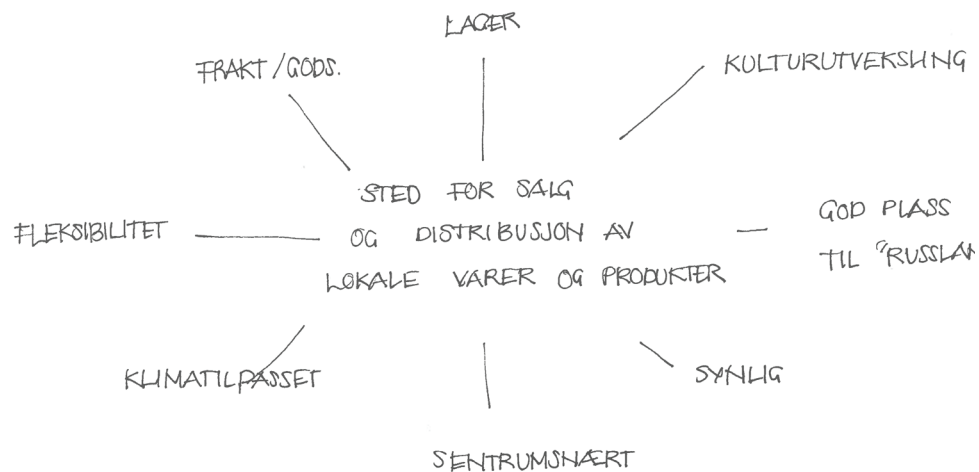 LAGER
FRAKT/GODS.
KULTURUTVEKSLING
STED FOR SALG
OG DISTRIBUSJON AV
LOKALE VARER OG PRODUKTER
FLEKSIBILITET
GOD PLASS
TIL "RUSSLAN
KLIMATILPASSET
SYNLIG
SENTRUMSNÆRT